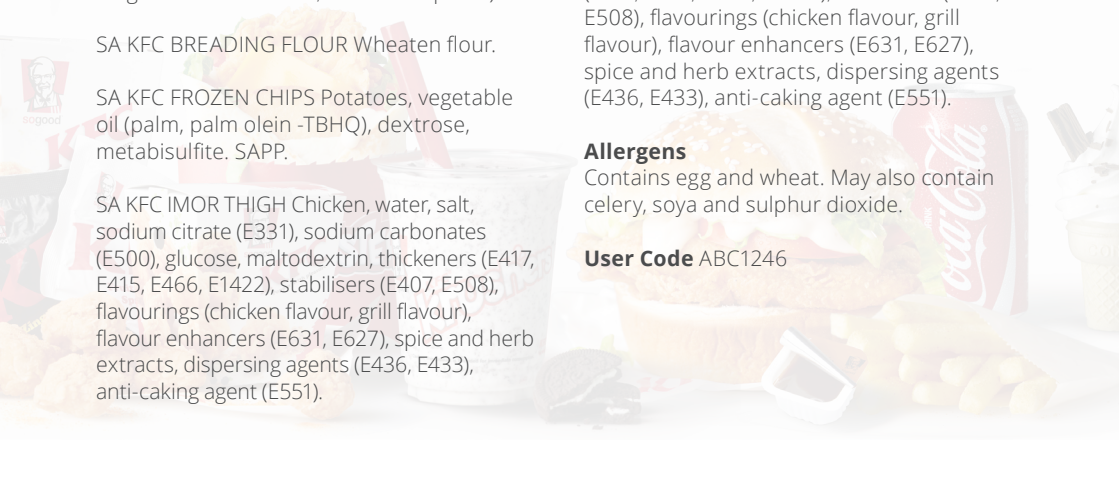 SA KFC BREADING FLOUR Wheaten flour.
SA KFC FROZEN CHIPS Potatoes, vegetable
oil (palm, palm olein -TBHQ), dextrose,
metabisulfite. SAPP.
SA KFC IMOR THIGH Chicken, water, salt,
sodium citrate (E331), sodium carbonates
(E500), glucose, maltodextrin, thickeners (E417,
E415, E466, E1422), stabilisers (E407, E508),
flavourings (chicken flavour, grill flavour),
flavour enhancers (E631, E627), spice and herb
extracts, dispersing agents (E436, E433),
anti-caking agent (E551).
E508), flavourings (chicken flavour, grill
flavour), flavour enhancers (E631, E627),
spice and herb extracts, dispersing agents
(E436, E433), anti-caking agent (E551).
Allergens
Contains egg and wheat. May also contain
celery, soya and sulphur dioxide.
User Code ABC1246
sogood
Coca-Cola